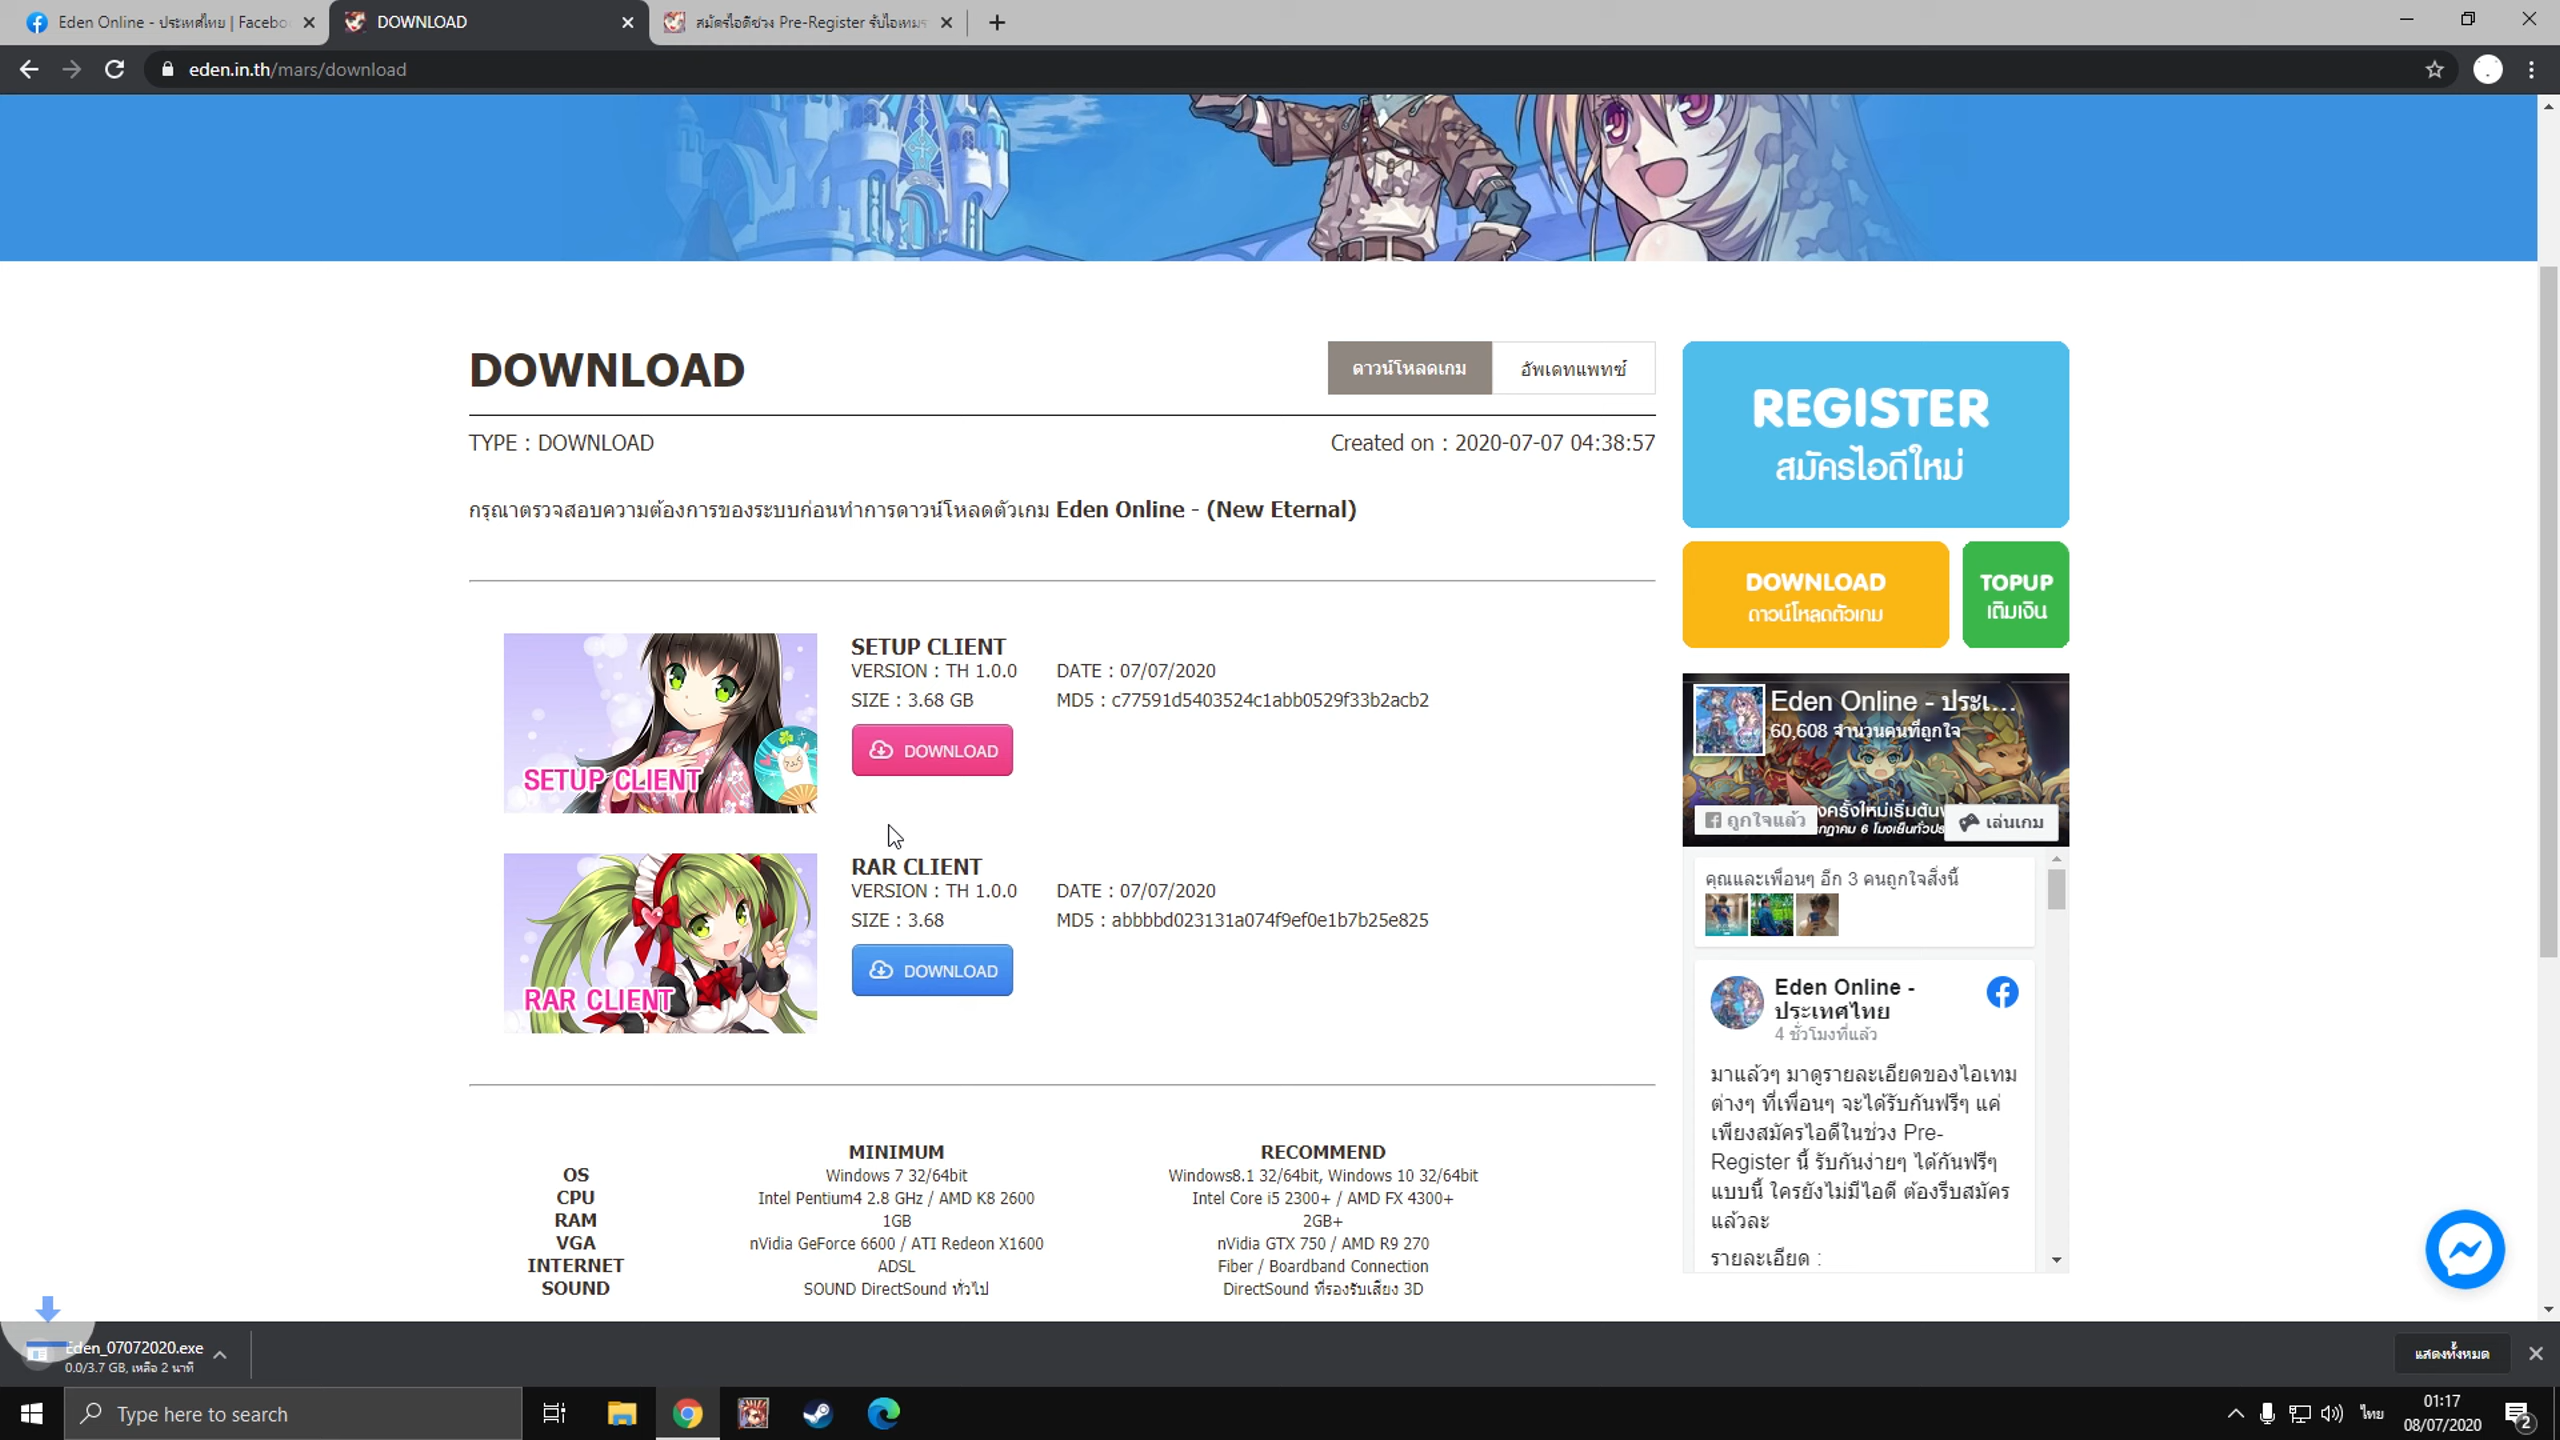 Eden Online - ประเทศไทย | Facebo
DOWNLOAD
สมัครไอดีช่วง Pre-Register รับไอเทม
eden.in.th/mars/download
DOWNLOAD
ดาวน์โหลดเกม
อัพเดทแพทซ์
TYPE : DOWNLOAD
Created on : 2020-07-07 04:38:57
กรุณาตรวจสอบความต้องการของระบบก่อนทำการดาวน์โหลดตัวเกม Eden Online - (New Eternal)
SETUP CLIENT
SETUP CLIENT
VERSION : TH 1.0.0
DATE : 07/07/2020
SIZE : 3.68 GB
MD5 : c77591d5403524c1abb0529f33b2acb2
DOWNLOAD
RAR CLIENT
RAR CLIENT
VERSION : TH 1.0.0
DATE : 07/07/2020
SIZE : 3.68
MD5 : abbbbd023131a074f9ef0e1b7b25e825
DOWNLOAD
MINIMUM
RECOMMEND
OS
Windows 7 32/64bit
Windows8.1 32/64bit, Windows 10 32/64bit
CPU
Intel Pentium4 2.8 GHz / AMD K8 2600
Intel Core i5 2300+ / AMD FX 4300+
RAM
1GB
2GB+
VGA
nVidia GeForce 6600 / ATI Redeon X1600
nVidia GTX 750 / AMD R9 270
INTERNET
ADSL
Fiber / Boardband Connection
SOUND
SOUND DirectSound ทั่วไป
DirectSound ที่รองรับเสียง 3D
REGISTER
สมัครไอดีใหม่
DOWNLOAD
ดาวน์โหลดตัวเกม
TOPUP
เติมเงิน
Eden Online - ประเ...
60,608 จำนวนคนที่ถูกใจ
ครั้งใหม่เริ่มต้น
6 โมงเย็นทั่วประ
ถูกใจแล้ว
เล่นเกม
คุณและเพื่อนๆ อีก 3 คนถูกใจสิ่งนี้
Eden Online -
ประเทศไทย
4 ชั่วโมงที่แล้ว
มาแล้วๆ มาดูรายละเอียดของไอเทม
ต่างๆ ที่เพื่อนๆ จะได้รับกันฟรีๆ แค่
เพียงสมัครไอดีในช่วง Pre-
Register นี้ รับกันง่ายๆ ได้กันฟรีๆ
แบบนี้ ใครยังไม่มีไอดี ต้องรีบสมัคร
แล้วละ
รายละเอียด :
Eden_07072020.exe
0.0/3.7 GB, เหลือ 2 นาที
แสดงทั้งหมด
Type here to search
ไทย
01:17
08/07/2020
2